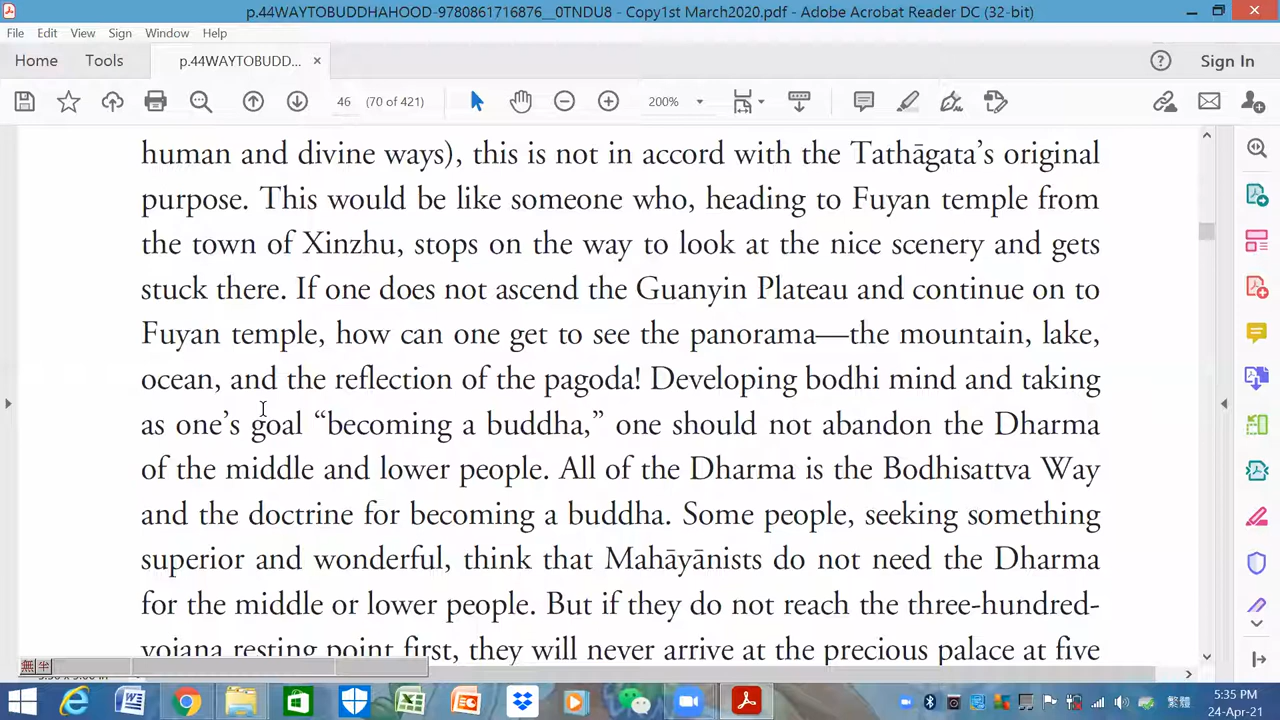 p.44WAYTOBUDDHAHOOD-9780861716876__0TNDU8 - Copy1st March2020.pdf - Adobe Acrobat Reader DC (32-bit)
File Edit View Sign Window Help
Home Tools p.44WAYTOBUDD... × Sign In
46 (70 of 421) 200%
human and divine ways), this is not in accord with the Tathāgata’s original
purpose. This would be like someone who, heading to Fuyan temple from
the town of Xinzhu, stops on the way to look at the nice scenery and gets
stuck there. If one does not ascend the Guanyin Plateau and continue on to
Fuyan temple, how can one get to see the panorama—the mountain, lake,
ocean, and the reflection of the pagoda! Developing bodhi mind and taking
as one’s goal “becoming a buddha,” one should not abandon the Dharma
of the middle and lower people. All of the Dharma is the Bodhisattva Way
and the doctrine for becoming a buddha. Some people, seeking something
superior and wonderful, think that Mahāyānists do not need the Dharma
for the middle or lower people. But if they do not reach the three-hundred-
yojana resting point first, they will never arrive at the precious palace at five
無 半
5:35 PM
繁體
24-Apr-21